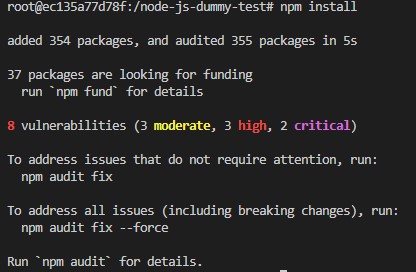 root@ec135a77d78f:/node-js-dummy-test# npm install
added 354 packages, and audited 355 packages in 5s
37 packages are looking for funding
run `npm fund` for details
8 vulnerabilities (3 moderate, 3 high, 2 critical)
To address issues that do not require attention, run:
npm audit fix
To address all issues (including breaking changes), run:
npm audit fix --force
Run `npm audit` for details.